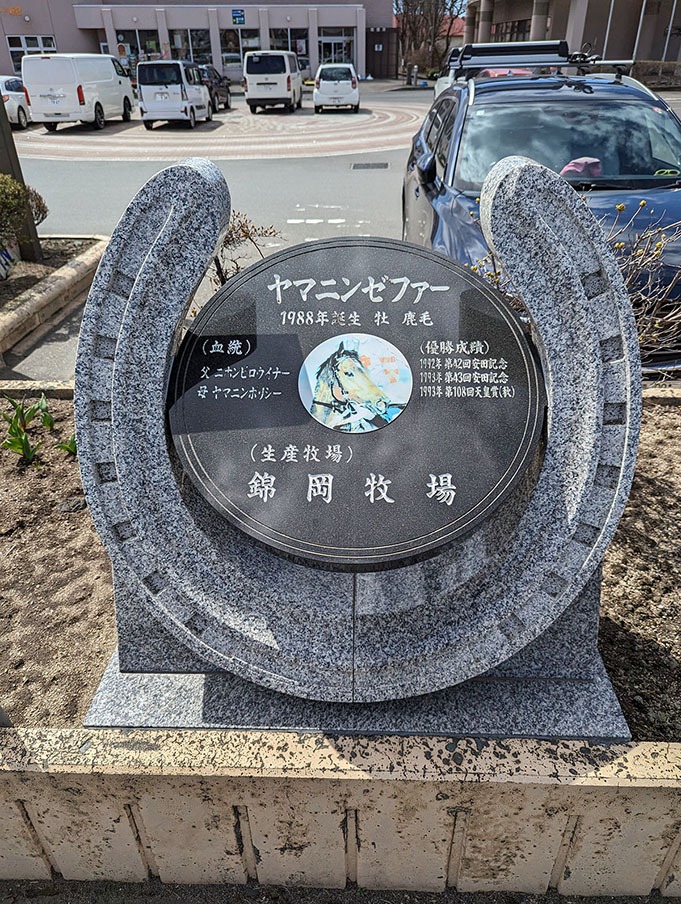 ヤマニンゼファー
1988年誕生 牡 鹿毛
(血統)
父 ニホンピロウイナー
母 ヤマニンポリシー
(優勝成績)
1992年 第42回安田記念
1993年 第43回安田記念
1993年 第108回天皇賞(秋)
(生産牧場)
錦岡牧場